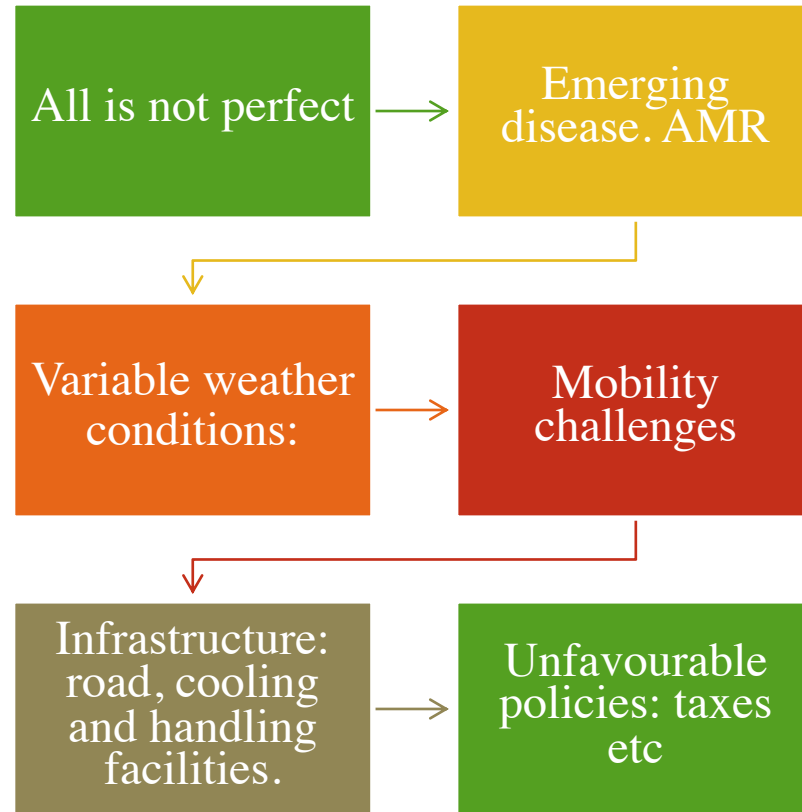 All is not perfect
Emerging
disease. AMR
Variable weather
conditions:
Mobility
challenges
Infrastructure:
road, cooling
and handling
facilities.
Unfavourable
policies: taxes
etc